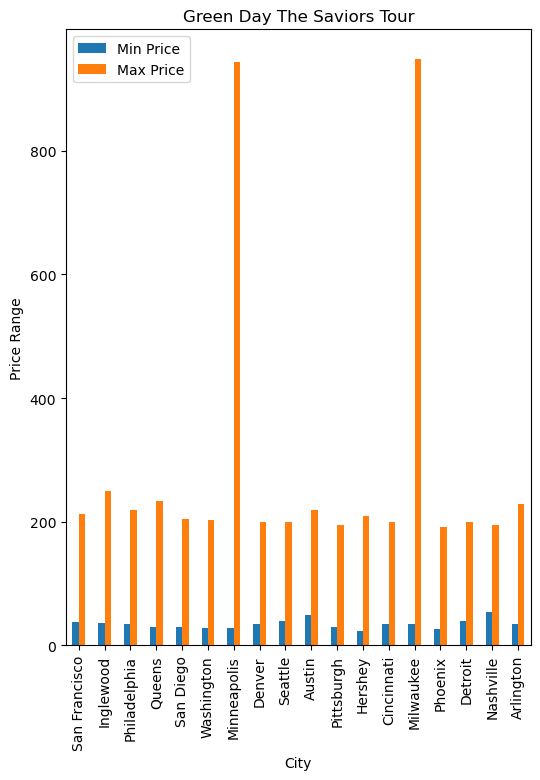 Green Day The Saviors Tour
Min Price
Max Price
Price Range
800
600
400
200
0
San Francisco
Inglewood
Philadelphia
Queens
San Diego
Washington
Minneapolis
Denver
Seattle
Austin
Pittsburgh
Hershey
Cincinnati
Milwaukee
Phoenix
Detroit
Nashville
Arlington
City